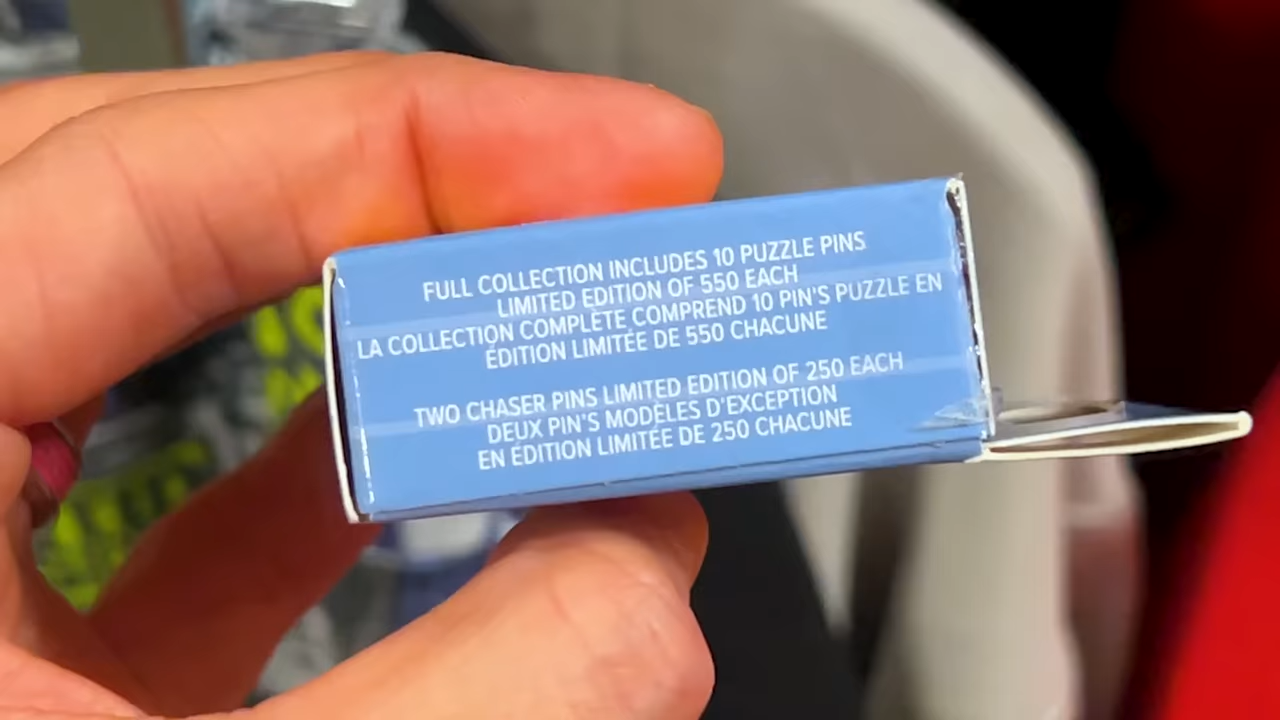 FULL COLLECTION INCLUDES 10 PUZZLE PINS
LIMITED EDITION OF 550 EACH
LA COLLECTION COMPLÈTE COMPREND 10 PIN'S PUZZLE EN
ÉDITION LIMITÉE DE 550 CHACUNE
TWO CHASER PINS LIMITED EDITION OF 250 EACH
DEUX PIN'S MODÈLES D'EXCEPTION
EN ÉDITION LIMITÉE DE 250 CHACUNE